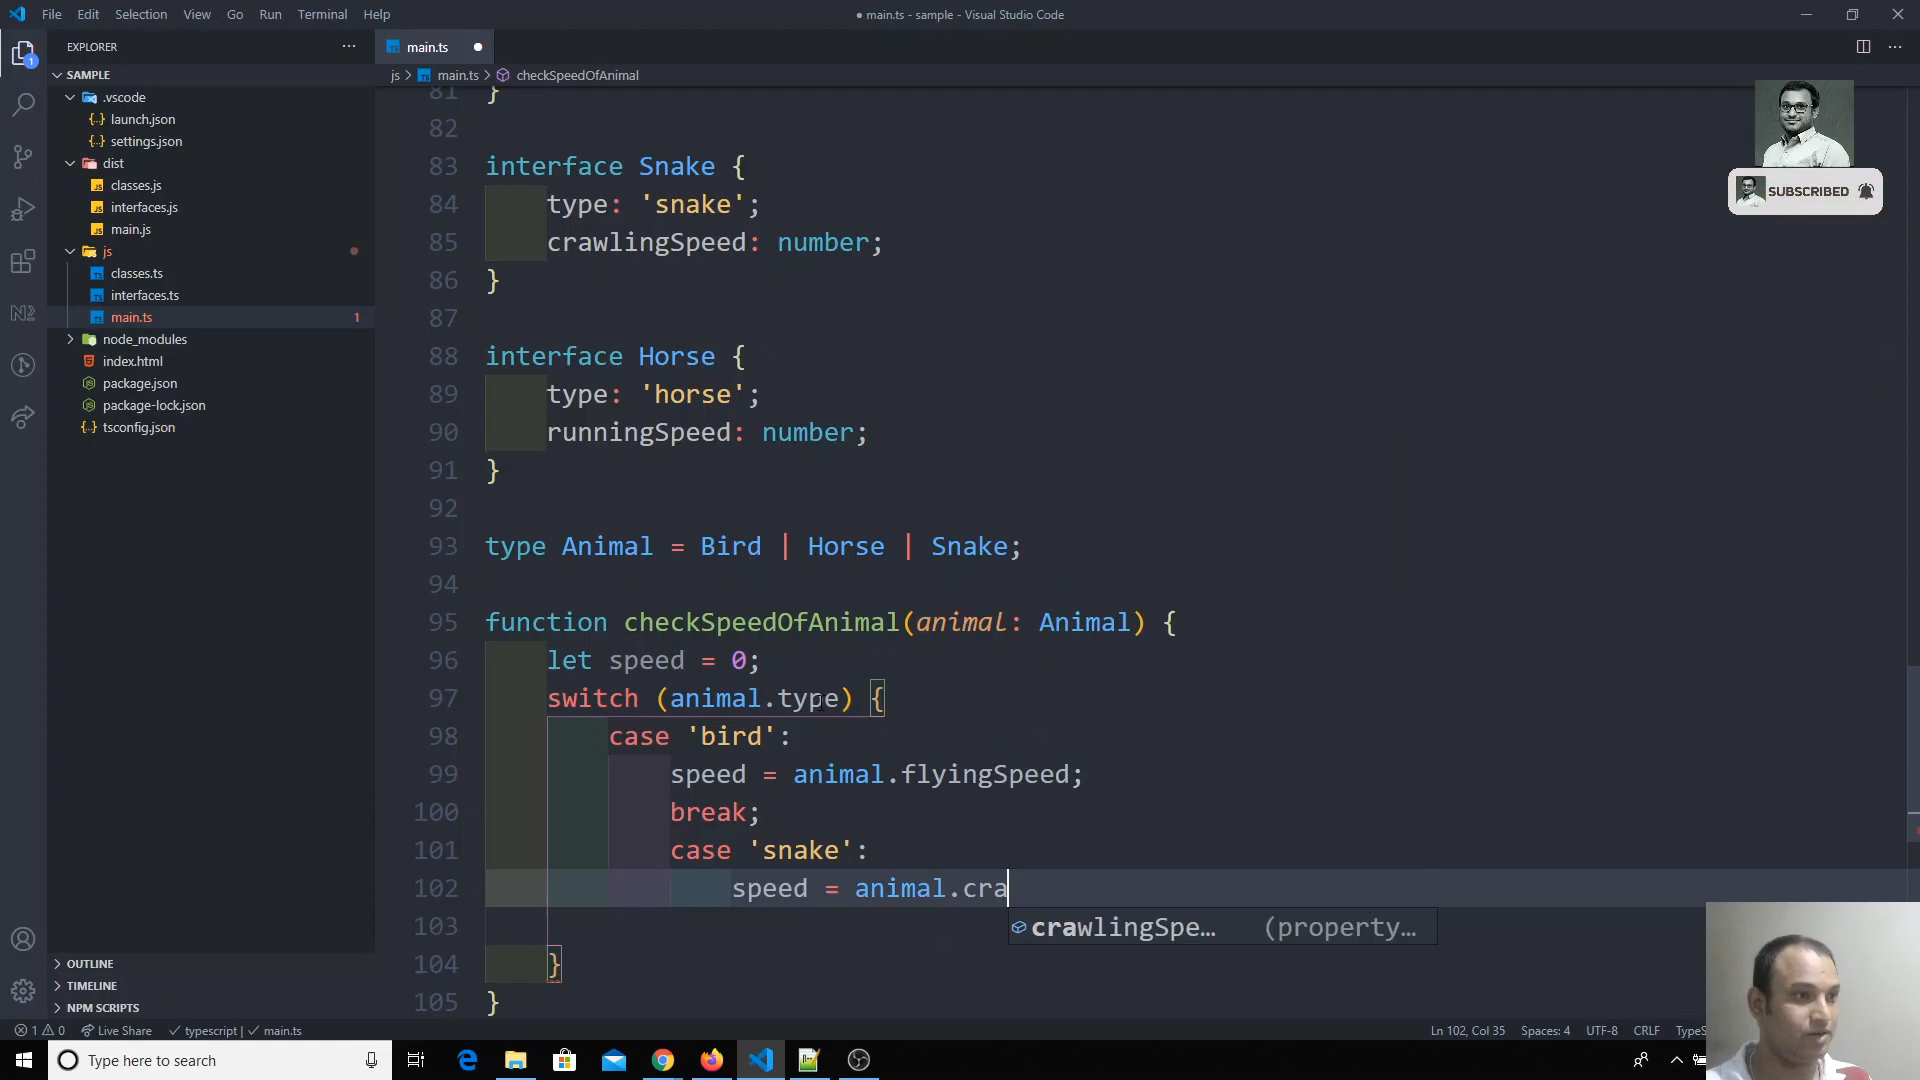 File Edit Selection View Go Run Terminal Help
● main.ts - sample - Visual Studio Code
EXPLORER
main.ts
SAMPLE
js > main.ts > checkSpeedOfAnimal
.vscode
launch.json
settings.json
dist
classes.js
interfaces.js
main.js
js
classes.ts
interfaces.ts
main.ts 1
node_modules
index.html
package.json
package-lock.json
tsconfig.json
OUTLINE
TIMELINE
NPM SCRIPTS
81 }
82
83 interface Snake {
84 type: 'snake';
85 crawlingSpeed: number;
86 }
87
88 interface Horse {
89 type: 'horse';
90 runningSpeed: number;
91 }
92
93 type Animal = Bird | Horse | Snake;
94
95 function checkSpeedOfAnimal(animal: Animal) {
96 let speed = 0;
97 switch (animal.type) {
98 case 'bird':
99 speed = animal.flyingSpeed;
100 break;
101 case 'snake':
102 speed = animal.cra
103 crawlingSpe… (property…
104 }
105 }
SUBSCRIBED
1 0 Live Share typescript | main.ts
Ln 102, Col 35 Spaces: 4 UTF-8 CRLF TypeS
Type here to search